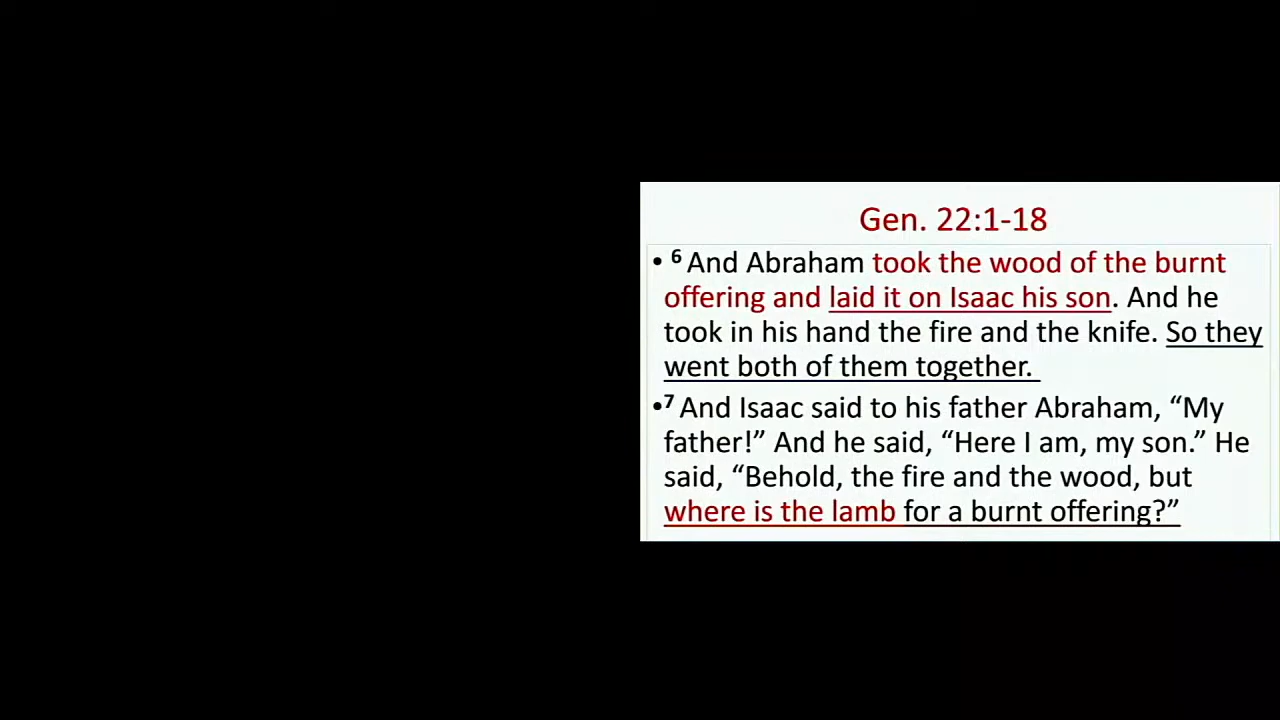 Gen. 22:1-18
• 6 And Abraham took the wood of the burnt
offering and laid it on Isaac his son. And he
took in his hand the fire and the knife. So they
went both of them together.
•7 And Isaac said to his father Abraham, “My
father!” And he said, “Here I am, my son.” He
said, “Behold, the fire and the wood, but
where is the lamb for a burnt offering?”